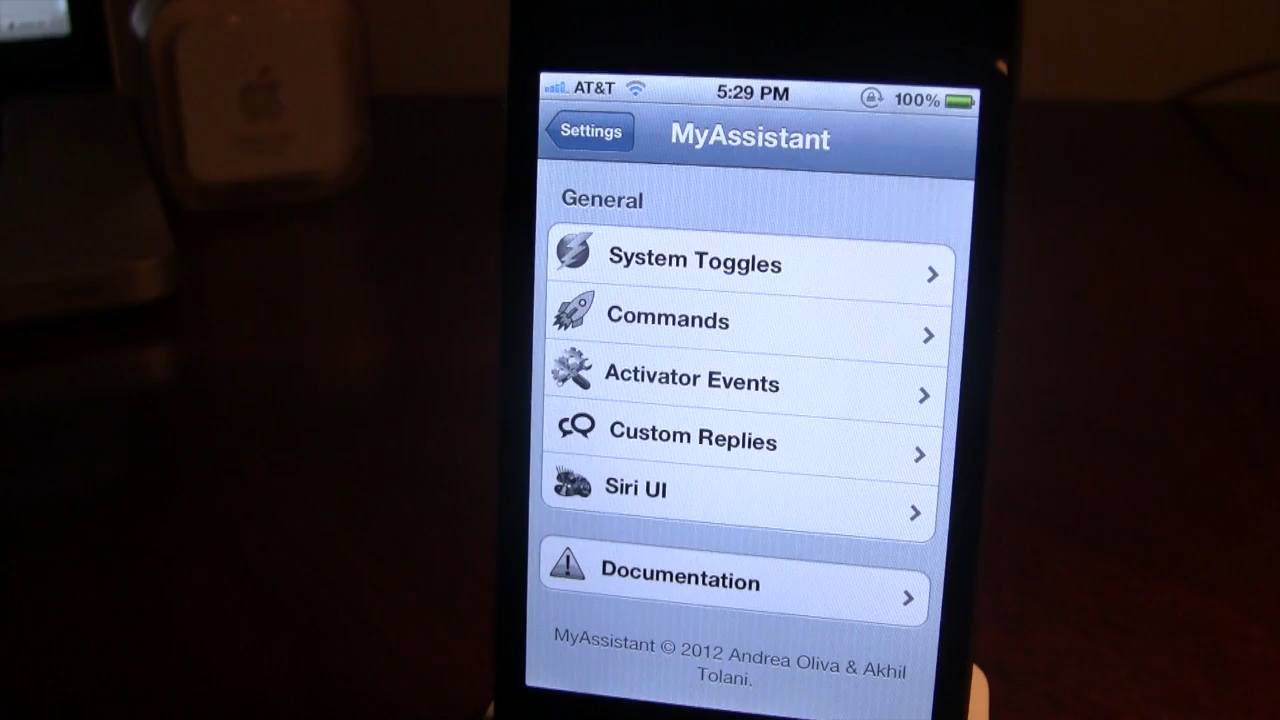 AT&T 5:29 PM 100%
Settings MyAssistant
General
System Toggles
Commands
Activator Events
Custom Replies
Siri UI
Documentation
MyAssistant © 2012 Andrea Oliva & Akhil
Tolani.